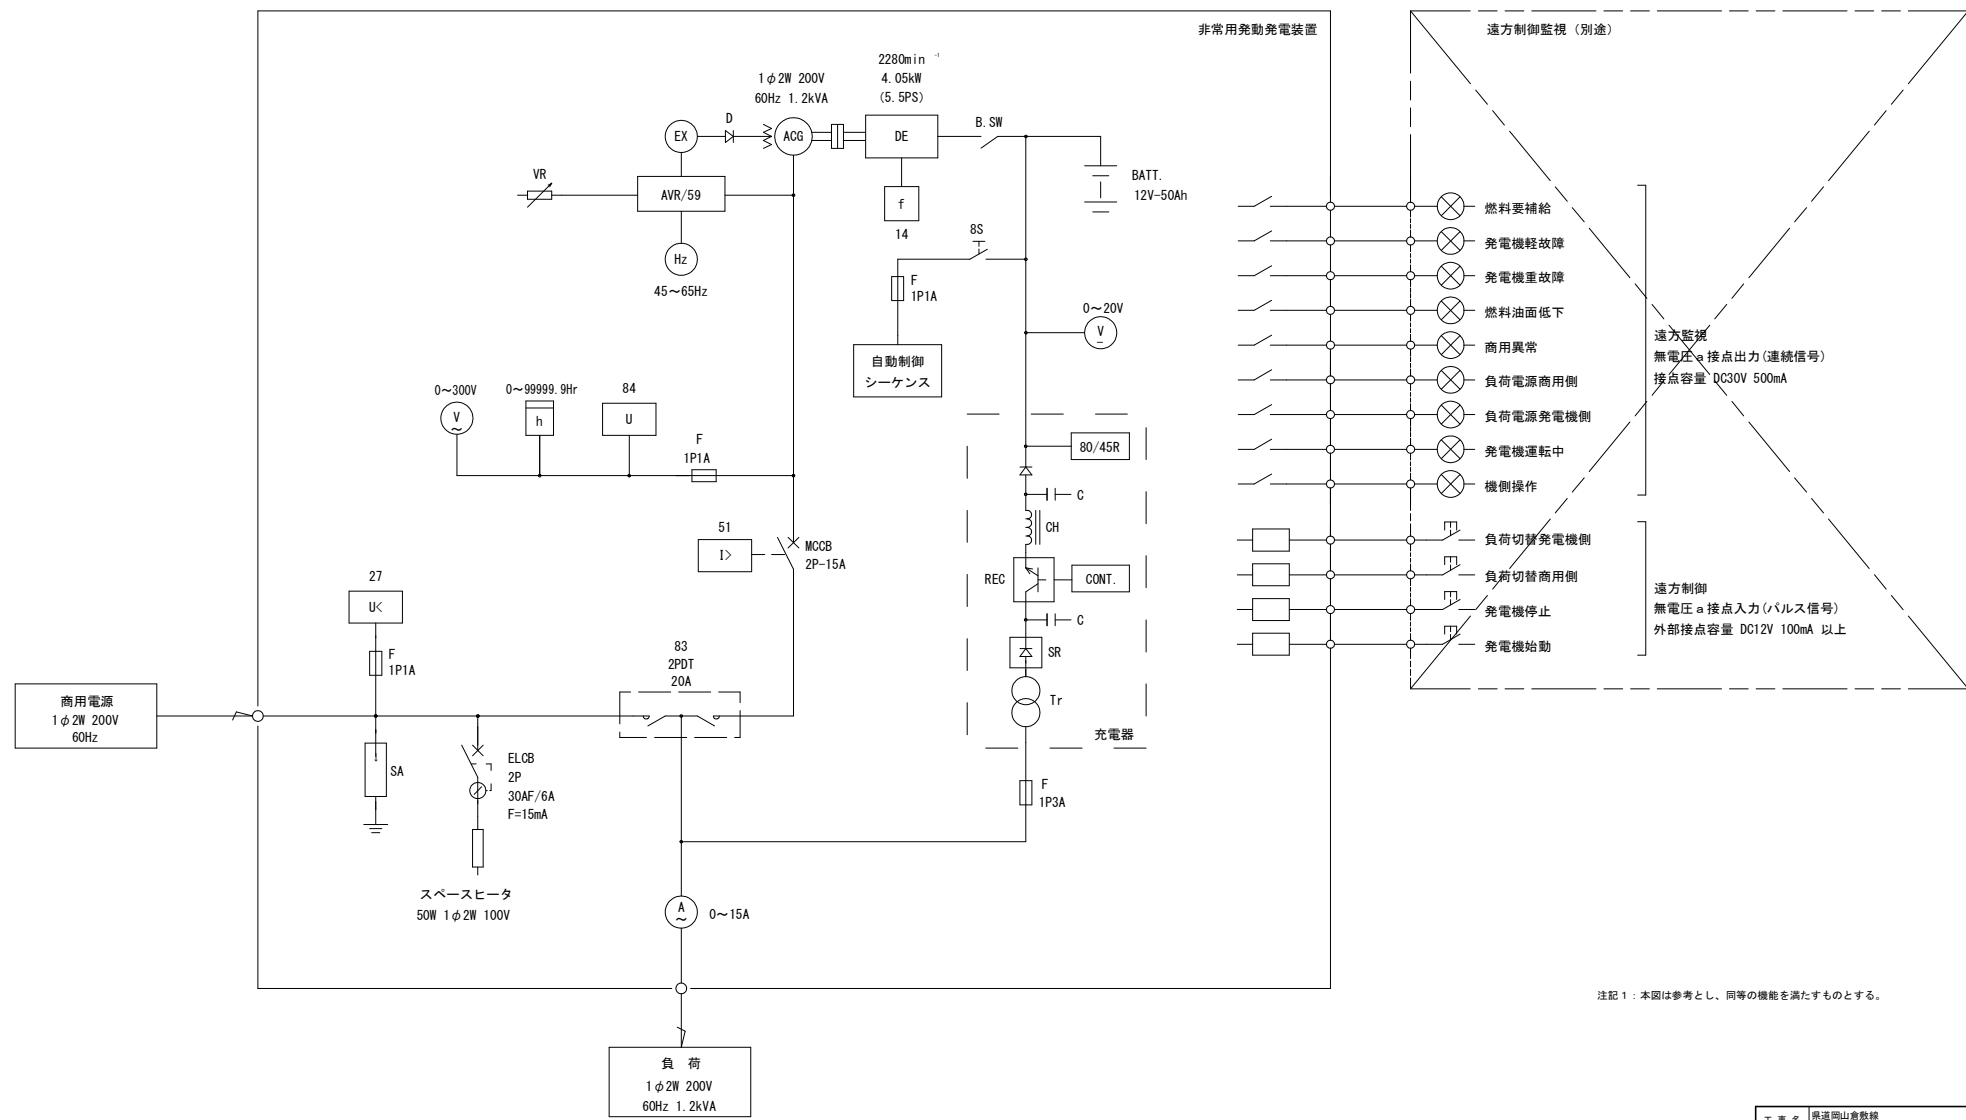 非常用発動発電装置
遠方制御監視（別途）
2280min⁻¹
4.05kW
(5.5PS)
1φ2W 200V
60Hz 1.2kVA
D
EX
ACG
DE
B.SW
BATT.
12V-50Ah
VR
AVR/59
f
14
Hz
45～65Hz
8S
F
1P1A
自動制御
シーケンス
0～20V
V
0～300V
V
0～99999.9Hr
h
84
U
F
1P1A
80/45R
C
CH
REC
CONT.
C
SR
Tr
充電器
F
1P3A
51
I>
MCCB
2P-15A
27
U<
F
1P1A
83
2PDT
20A
商用電源
1φ2W 200V
60Hz
SA
ELCB
2P
30AF/6A
F=15mA
スペースヒータ
50W 1φ2W 100V
A
0～15A
負 荷
1φ2W 200V
60Hz 1.2kVA
燃料要補給
発電機軽故障
発電機重故障
燃料油面低下
商用異常
負荷電源商用側
負荷電源発電機側
発電機運転中
機側操作
遠方監視
無電圧ａ接点出力(連続信号)
接点容量 DC30V 500mA
負荷切替発電機側
負荷切替商用側
発電機停止
発電機始動
遠方制御
無電圧ａ接点入力(パルス信号)
外部接点容量 DC12V 100mA 以上
注記１：本図は参考とし、同等の機能を満たすものとする。
県道岡山倉敷線